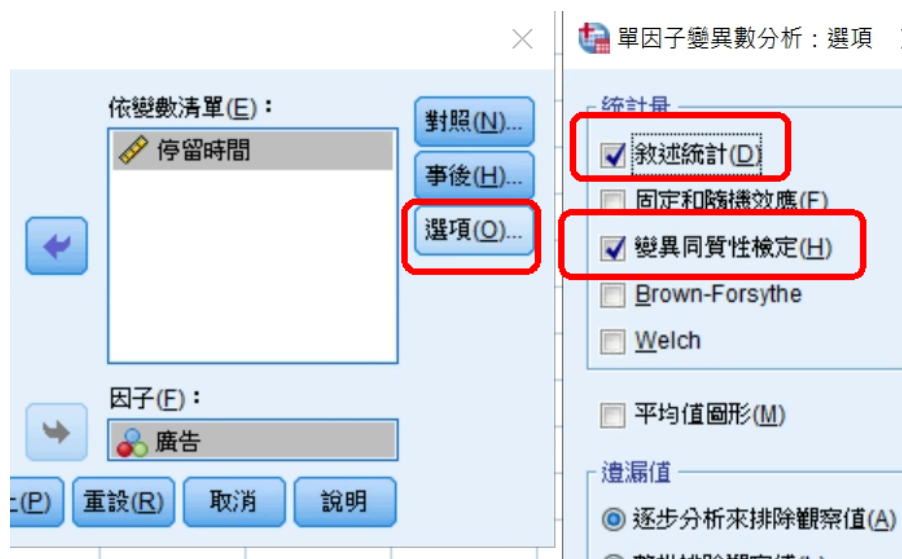 依變數清單(E)：
停留時間
對照(N)...
事後(H)...
選項(O)...
因子(F)：
廣告
(P)
重設(R)
取消
說明
單因子變異數分析：選項
統計量
敘述統計(D)
固定和隨機效應(F)
變異同質性檢定(H)
Brown-Forsythe
Welch
平均值圖形(M)
遺漏值
逐步分析來排除觀察值(A)